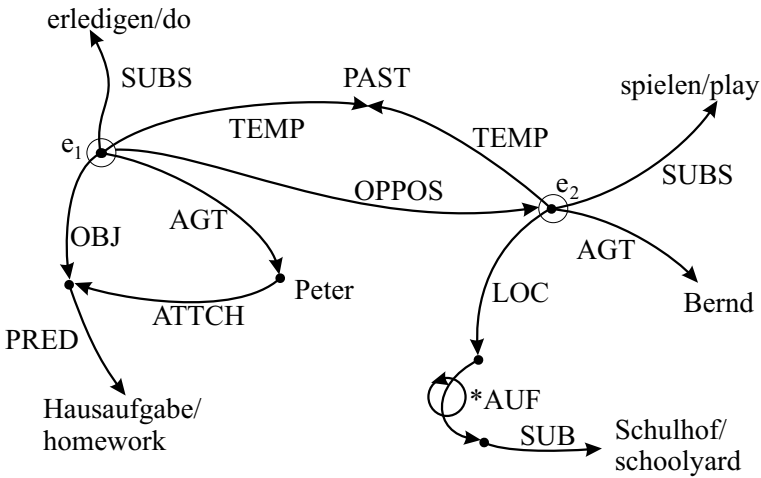 erledigen/do
SUBS
PAST
spielen/play
TEMP
TEMP
e1
SUBS
e2
OPPOS
AGT
OBJ
AGT
LOC
Peter
Bernd
ATTCH
PRED
*AUF
Hausaufgabe/
homework
SUB
Schulhof/
schoolyard